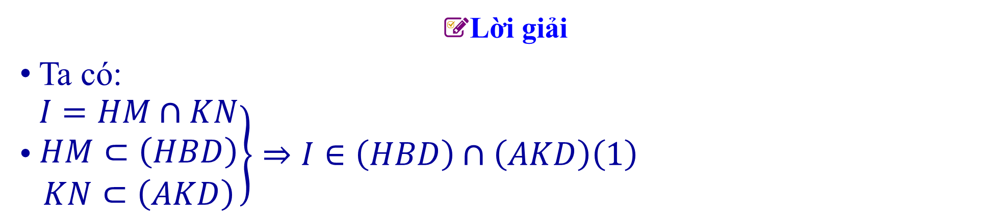 Lời giải
• Ta có:
I = HM ∩ KN
• HM ⊂ (HBD)} ⇒ I ∈ (HBD) ∩ (AKD)(1)
KN ⊂ (AKD)